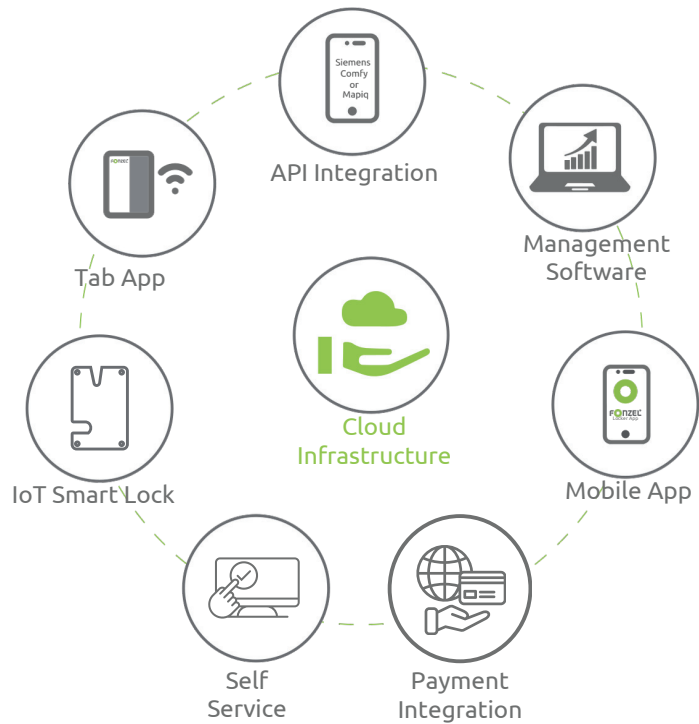 Siemens
Comfy
or
Mapiq
API Integration
FONZEL
Tab App
Management
Software
Cloud
Infrastructure
IoT Smart Lock
FONZEL
Locker App
Mobile App
Self
Service
Payment
Integration